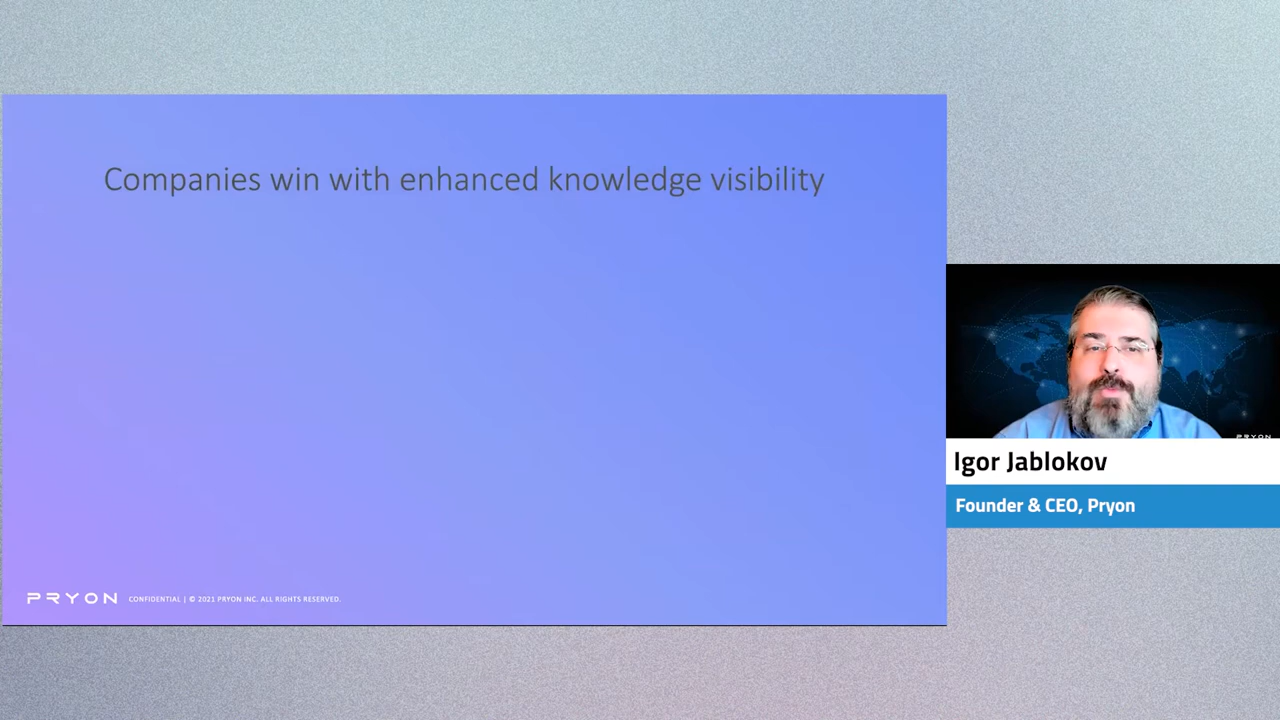 Companies win with enhanced knowledge visibility
PRYON
Igor Jablokov
Founder & CEO, Pryon
PRYON CONFIDENTIAL | © 2021 PRYON INC. ALL RIGHTS RESERVED.